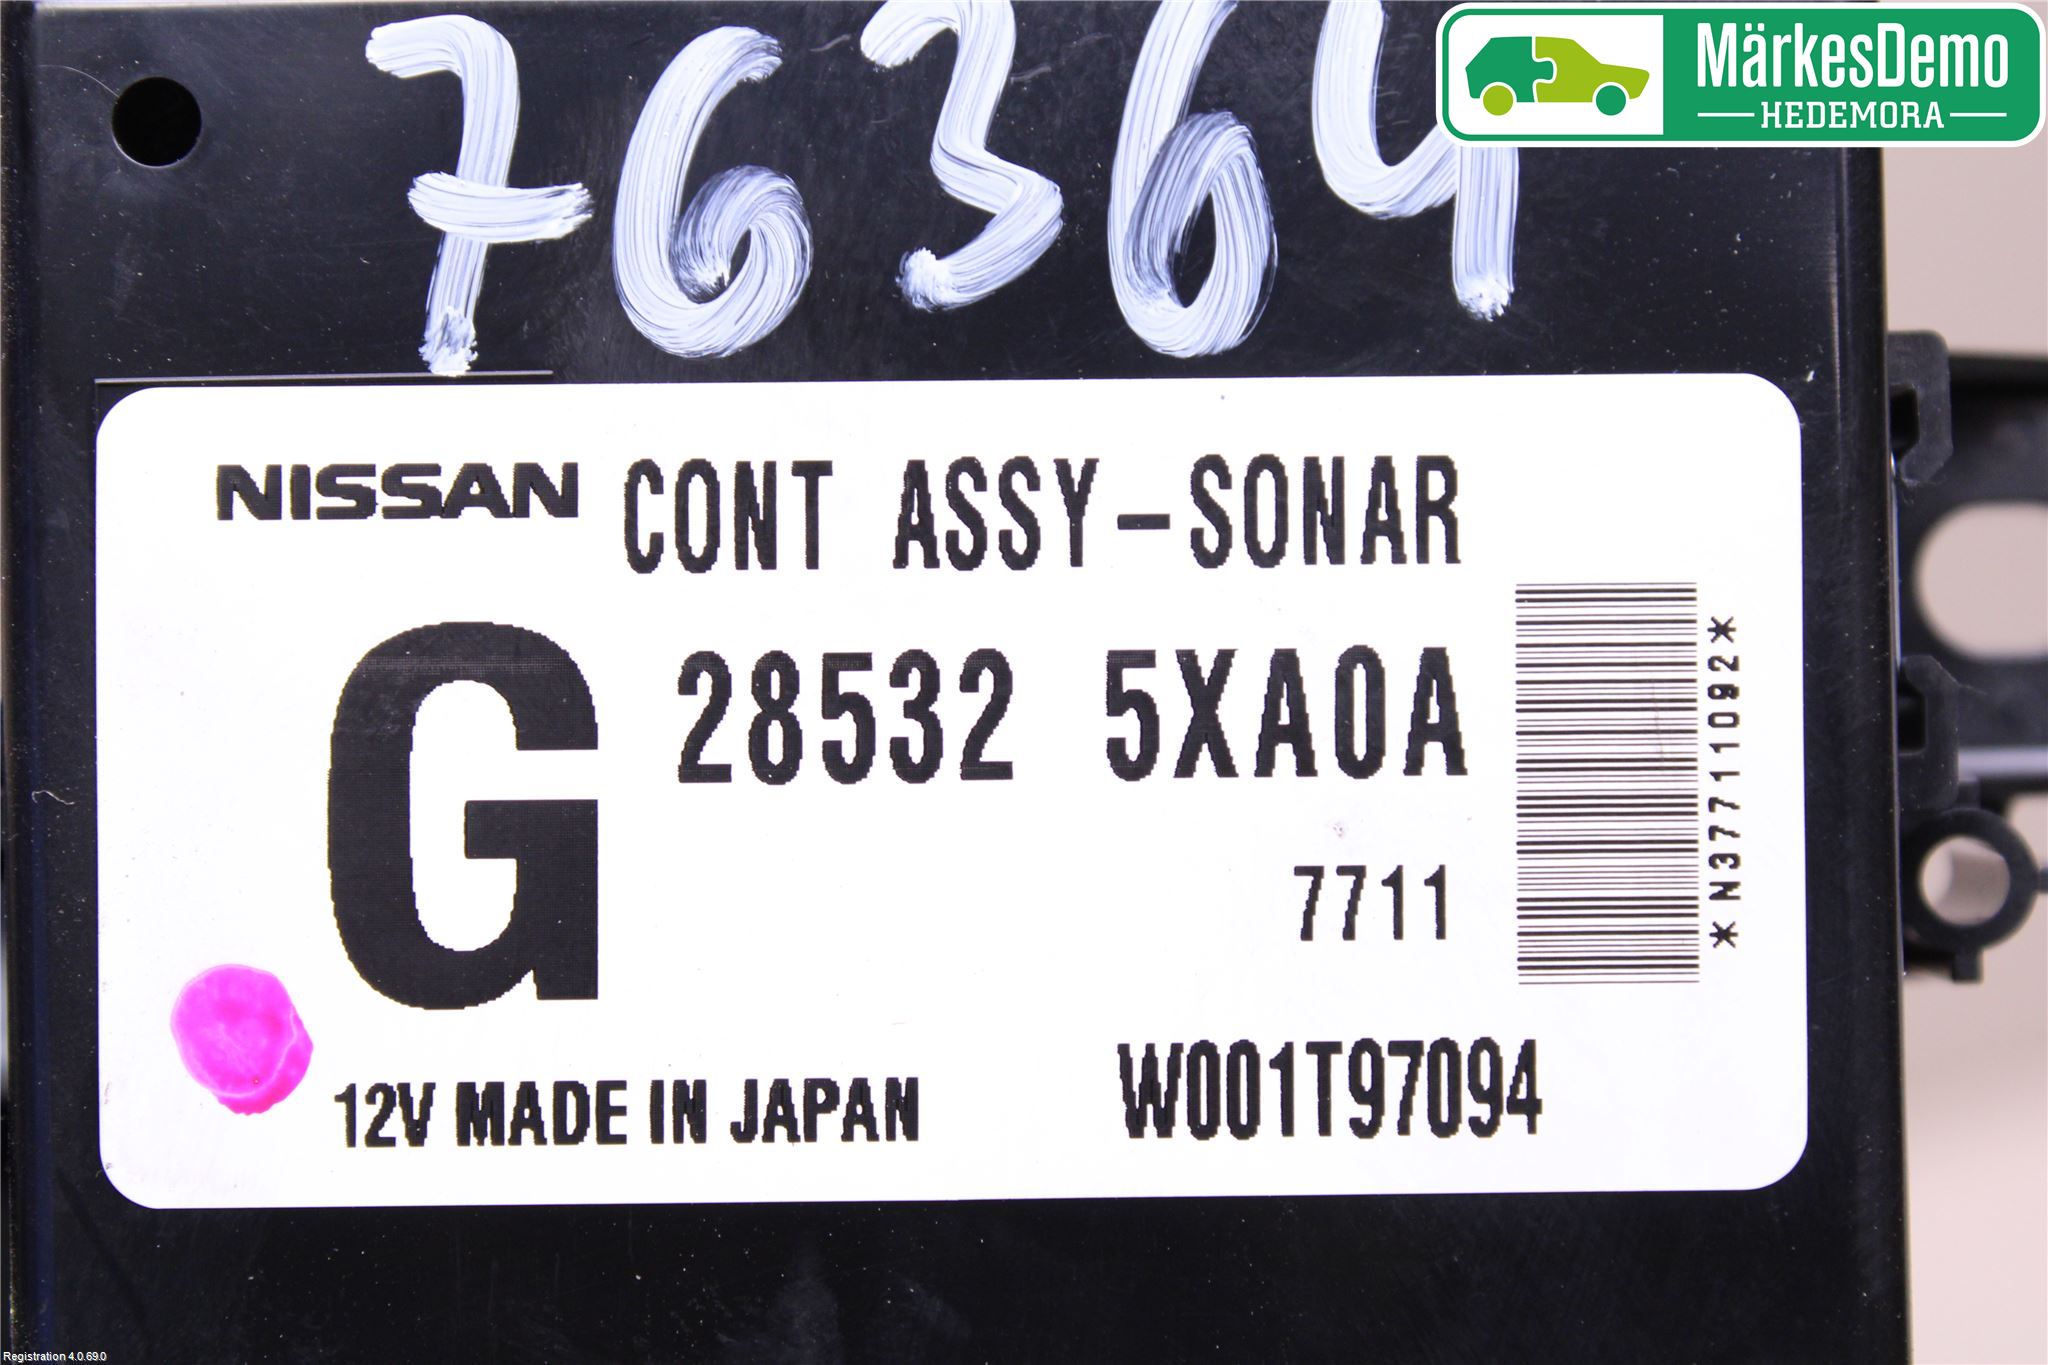 76364
MärkesDemo
HEDEMORA
NISSAN CONT ASSY-SONAR
G
28532 5XA0A
7711
*N37711092*
12V MADE IN JAPAN
W001T97094
Registration 4.0.69.0